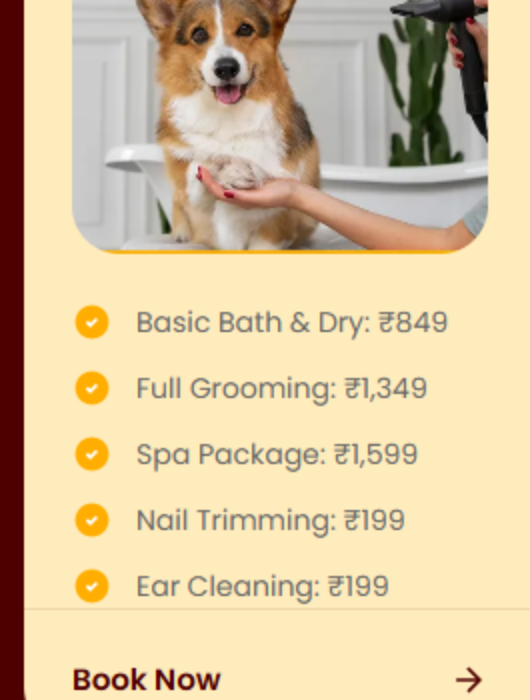 Basic Bath & Dry: ₹849
Full Grooming: ₹1,349
Spa Package: ₹1,599
Nail Trimming: ₹199
Ear Cleaning: ₹199
Book Now